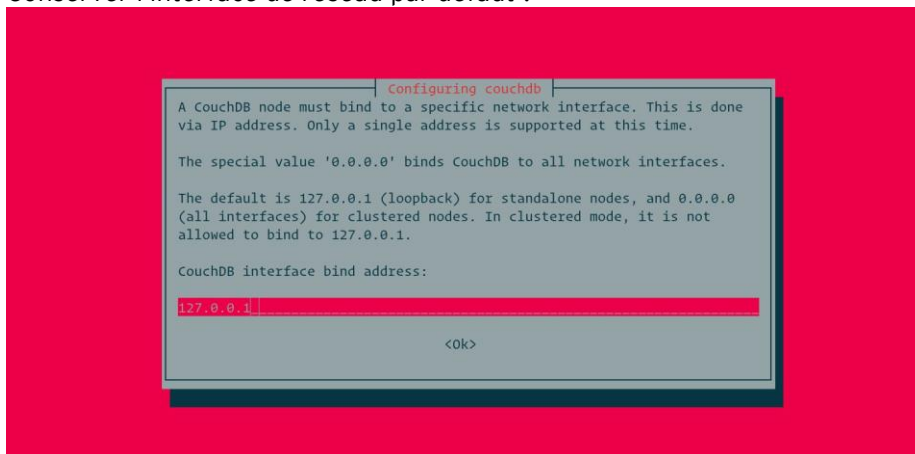 Conserver l'interface de réseau par défaut :
Configuring couchdb
A CouchDB node must bind to a specific network interface. This is done
via IP address. Only a single address is supported at this time.
The special value '0.0.0.0' binds CouchDB to all network interfaces.
The default is 127.0.0.1 (loopback) for standalone nodes, and 0.0.0.0
(all interfaces) for clustered nodes. In clustered mode, it is not
allowed to bind to 127.0.0.1.
CouchDB interface bind address:
127.0.0.1
<Ok>